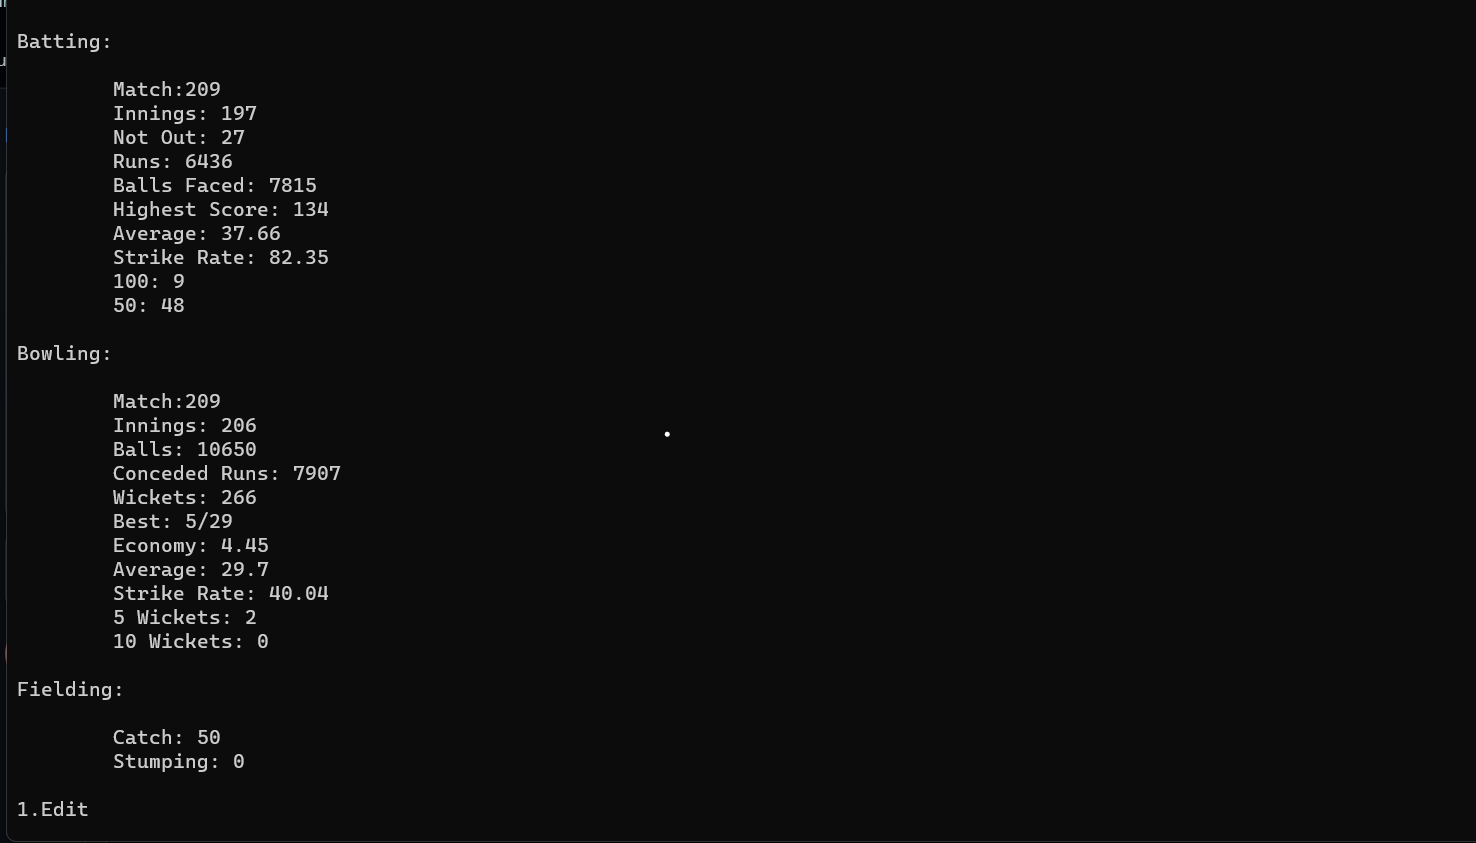 Batting:
Match:209
Innings: 197
Not Out: 27
Runs: 6436
Balls Faced: 7815
Highest Score: 134
Average: 37.66
Strike Rate: 82.35
100: 9
50: 48
Bowling:
Match:209
Innings: 206
Balls: 10650
Conceded Runs: 7907
Wickets: 266
Best: 5/29
Economy: 4.45
Average: 29.7
Strike Rate: 40.04
5 Wickets: 2
10 Wickets: 0
Fielding:
Catch: 50
Stumping: 0
1.Edit